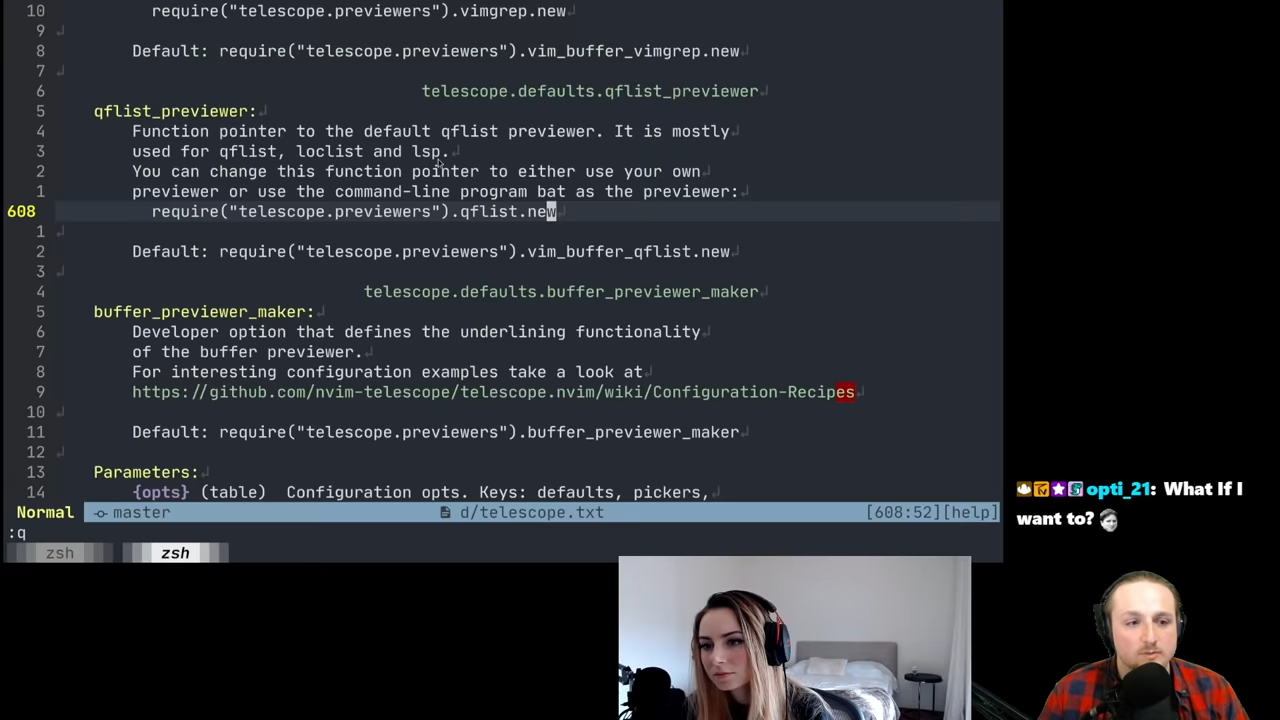 10 require("telescope.previewers").vimgrep.new
9
8 Default: require("telescope.previewers").vim_buffer_vimgrep.new
7
6 telescope.defaults.qflist_previewer
5 qflist_previewer:
4 Function pointer to the default qflist previewer. It is mostly
3 used for qflist, loclist and lsp.
2 You can change this function pointer to either use your own
1 previewer or use the command-line program bat as the previewer:
608 require("telescope.previewers").qflist.new
1
2 Default: require("telescope.previewers").vim_buffer_qflist.new
3
4 telescope.defaults.buffer_previewer_maker
5 buffer_previewer_maker:
6 Developer option that defines the underlining functionality
7 of the buffer previewer.
8 For interesting configuration examples take a look at
9 https://github.com/nvim-telescope/telescope.nvim/wiki/Configuration-Recipes
10
11 Default: require("telescope.previewers").buffer_previewer_maker
12
13 Parameters:
14 {opts} (table) Configuration opts. Keys: defaults, pickers,
Normal master d/telescope.txt [608:52][help]
:q
zsh zsh
opti_21: What If I
want to?